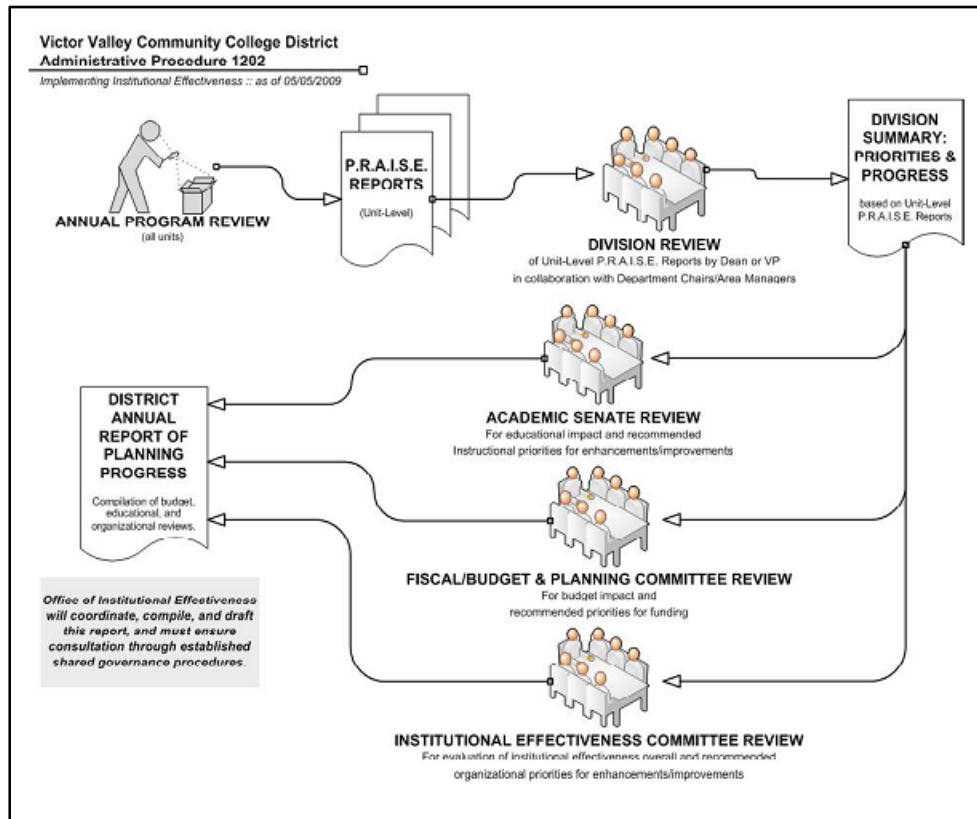 Victor Valley Community College District
Administrative Procedure 1202
Implementing Institutional Effectiveness :: as of 05/05/2009
ANNUAL PROGRAM REVIEW
(all units)
P.R.A.I.S.E.
REPORTS
(Unit-Level)
DIVISION REVIEW
of Unit-Level P.R.A.I.S.E. Reports by Dean or VP
in collaboration with Department Chairs/Area Managers
DIVISION
SUMMARY:
PRIORITIES &
PROGRESS
based on Unit-Level
P.R.A.I.S.E. Reports
ACADEMIC SENATE REVIEW
For educational impact and recommended
Instructional priorities for enhancements/improvements
FISCAL/BUDGET & PLANNING COMMITTEE REVIEW
For budget impact and
recommended priorities for funding
INSTITUTIONAL EFFECTIVENESS COMMITTEE REVIEW
For evaluation of institutional effectiveness overall and recommended
organizational priorities for enhancements/improvements
DISTRICT
ANNUAL
REPORT OF
PLANNING
PROGRESS
Compilation of budget,
educational, and
organizational reviews.
Office of Institutional Effectiveness
will coordinate, compile, and draft
this report, and must ensure
consultation through established
shared governance procedures.